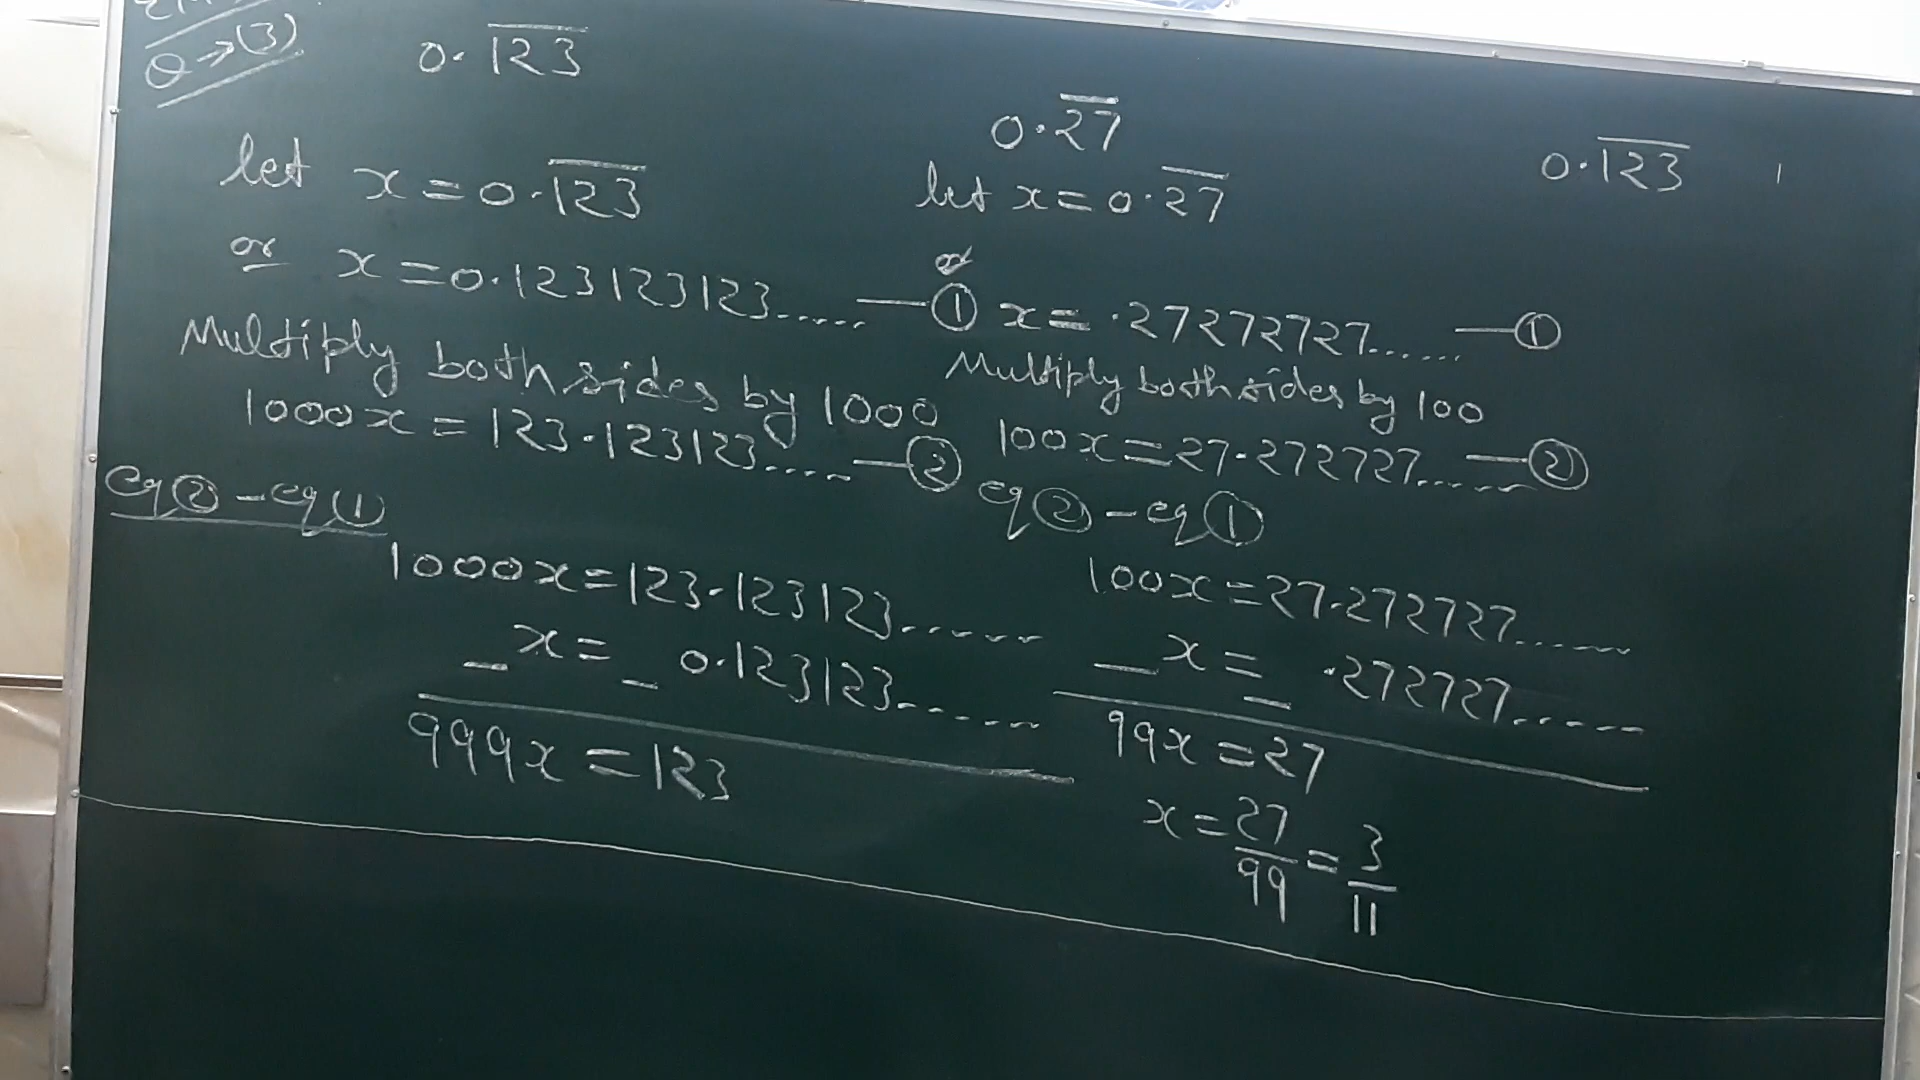 Q→(3)
0.1̅2̅3̅
let x = 0.1̅2̅3̅
or x = 0.123123123..... —①
Multiply both sides by 1000
1000x = 123.123123..... —②
eq② - eq①
1000x = 123.123123......
_ x = _ 0.123123......
999x = 123
0.2̅7̅
let x = 0.2̅7̅
or
x = .27272727...... —①
Multiply both sides by 100
100x = 27.272727...... —②
eq② - eq①
100x = 27.272727......
_ x = _ .272727......
99x = 27
x = 27/99 = 3/11
0.1̅2̅3̅